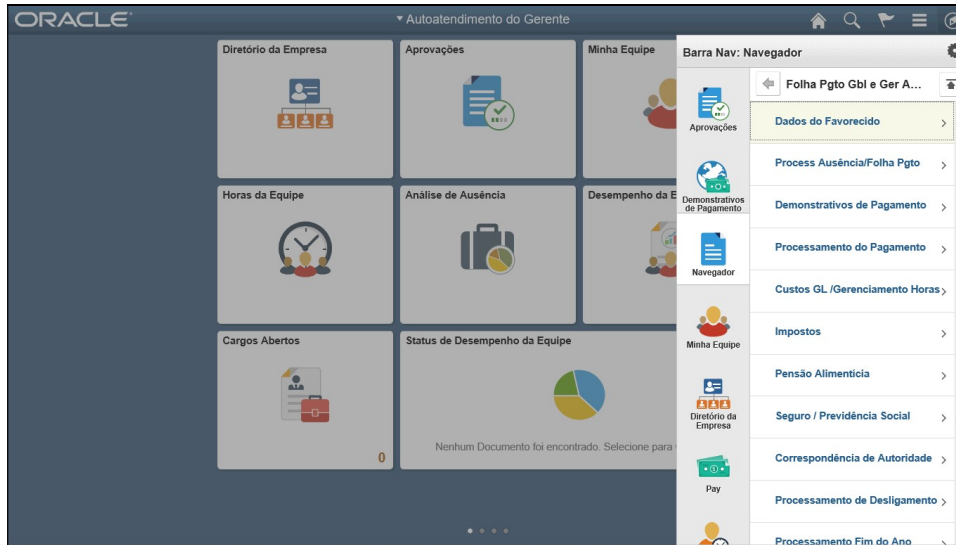 ORACLE
Autoatendimento do Gerente
Diretório da Empresa
Aprovações
Minha Equipe
Horas da Equipe
Análise de Ausência
Desempenho da E
Cargos Abertos
0
Status de Desempenho da Equipe
Nenhum Documento foi encontrado. Selecione para
Barra Nav: Navegador
Aprovações
Demonstrativos
de Pagamento
Navegador
Minha Equipe
Diretório da
Empresa
Pay
Folha Pgto Gbl e Ger A...
Dados do Favorecido
Process Ausência/Folha Pgto
Demonstrativos de Pagamento
Processamento do Pagamento
Custos GL /Gerenciamento Horas
Impostos
Pensão Alimentícia
Seguro / Previdência Social
Correspondência de Autoridade
Processamento de Desligamento
Processamento Fim do Ano